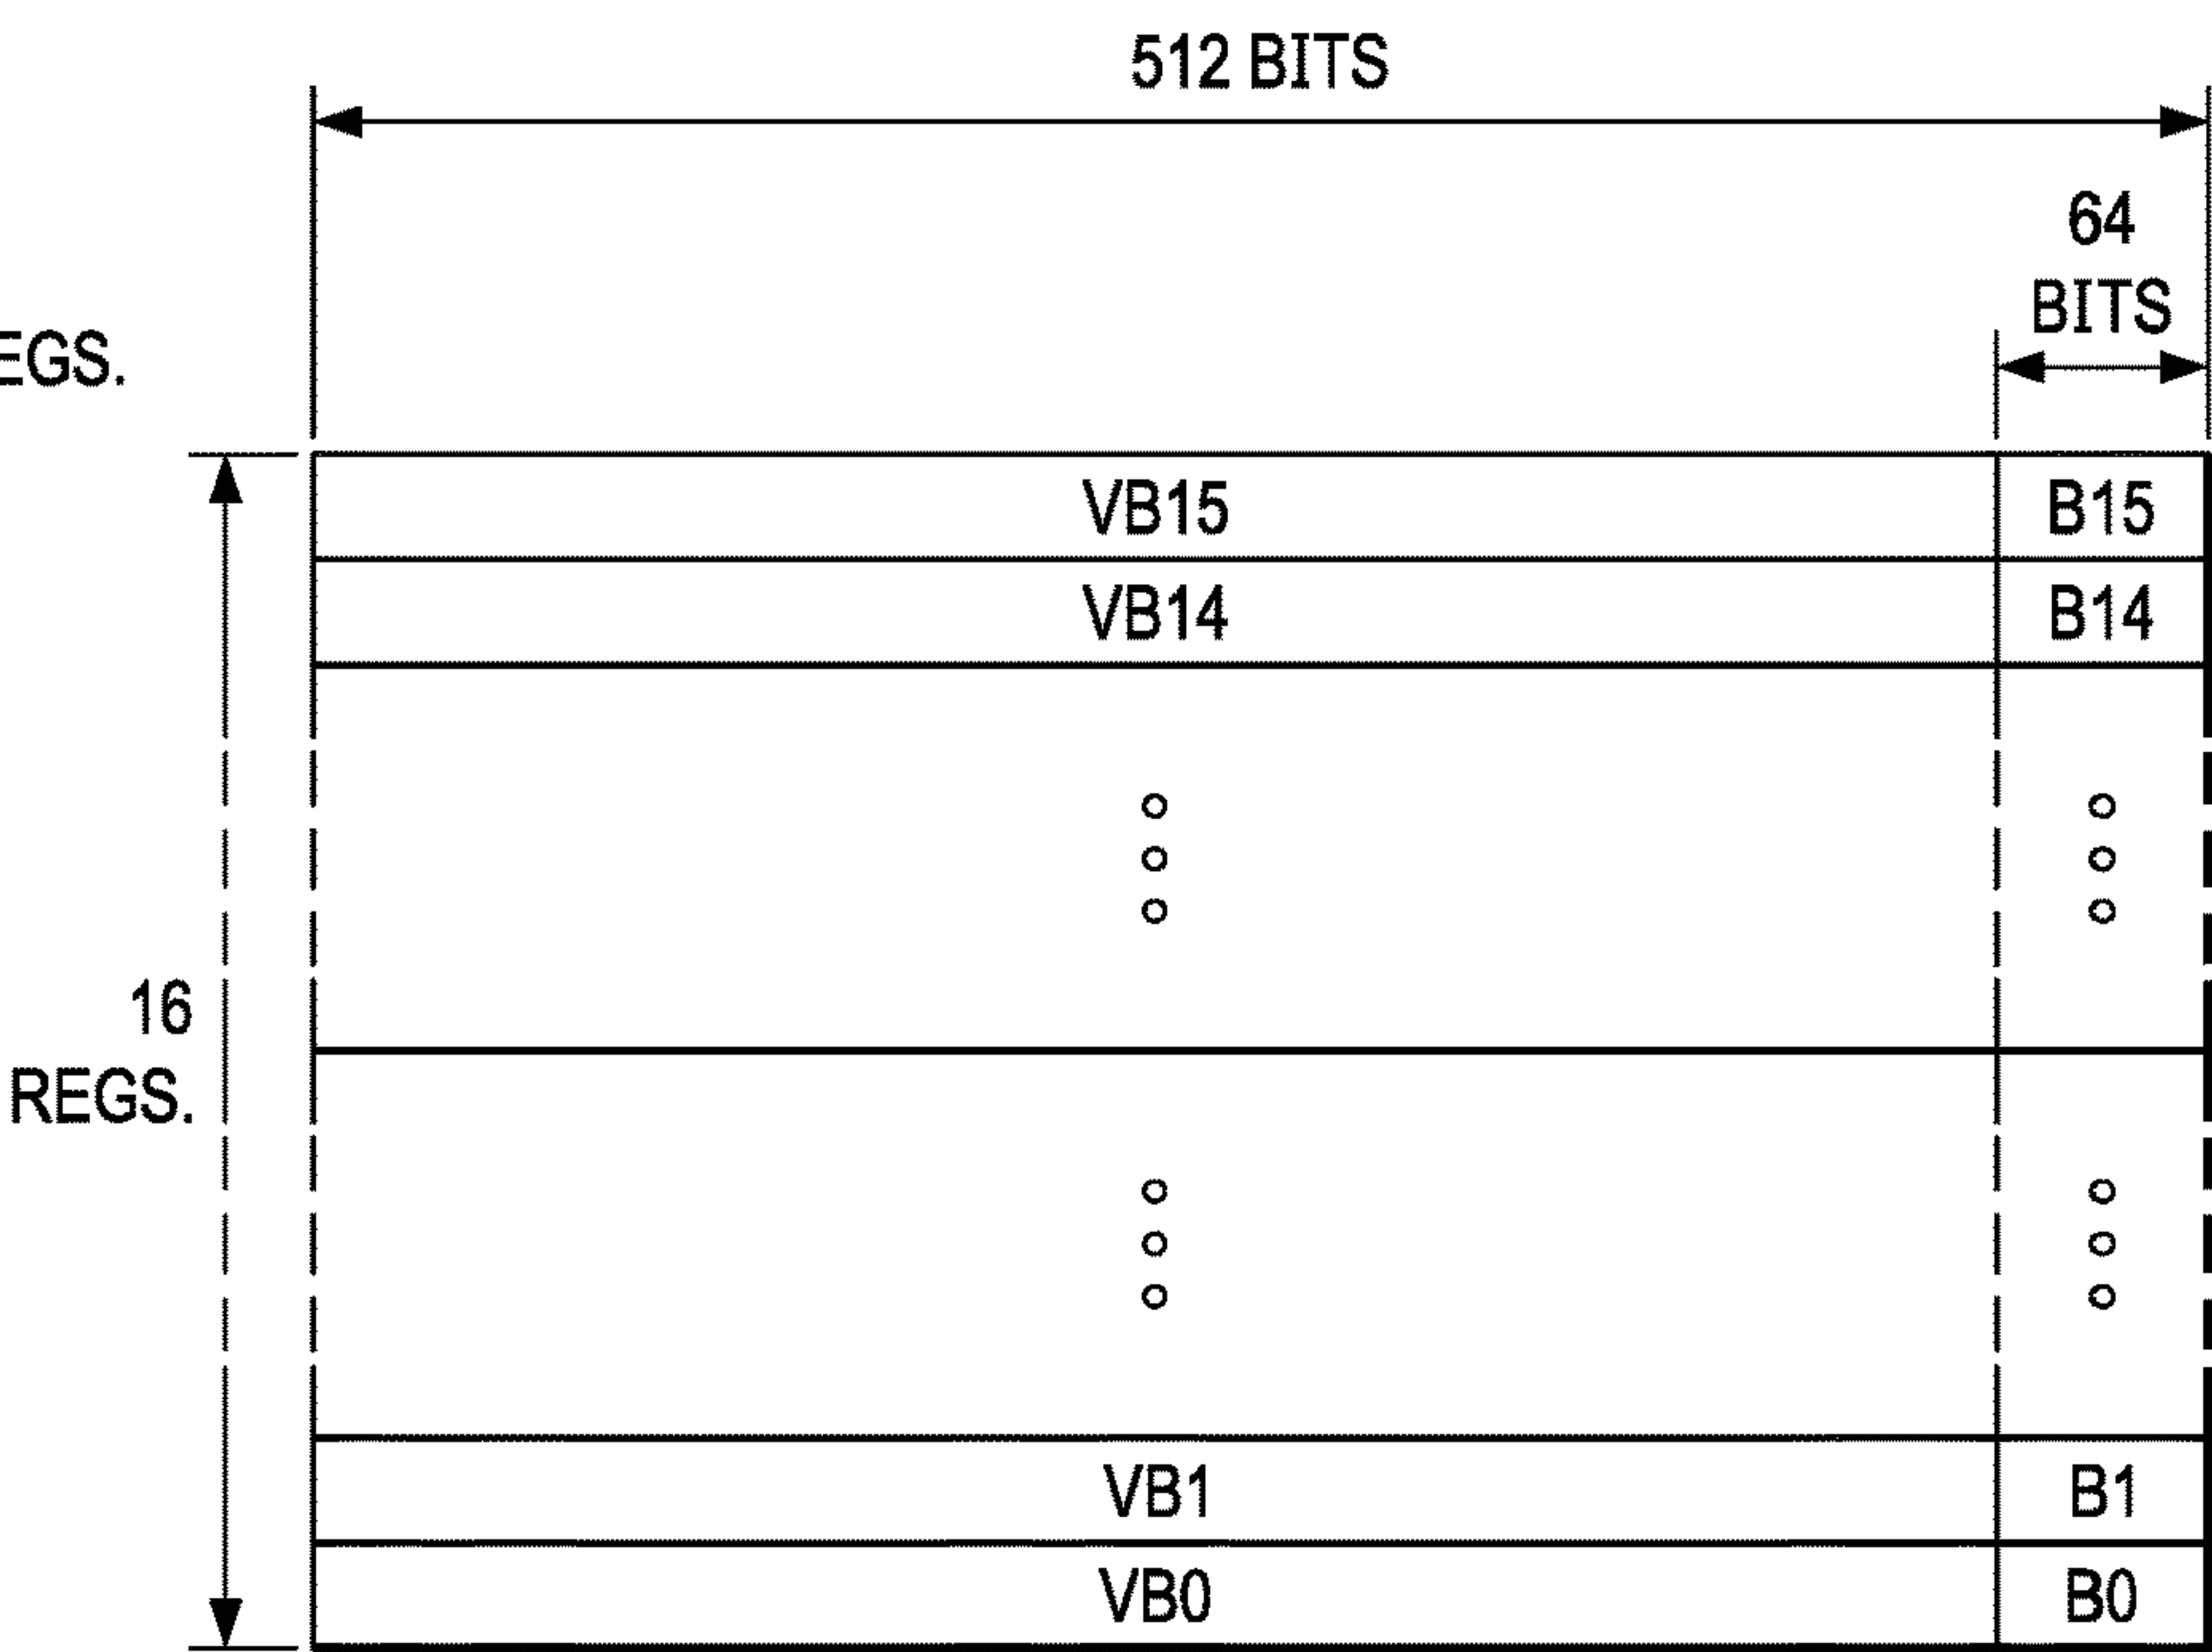 512 BITS
64
BITS
EGS.
VB15 B15
VB14 B14
16
REGS.
VB1 B1
VB0 B0